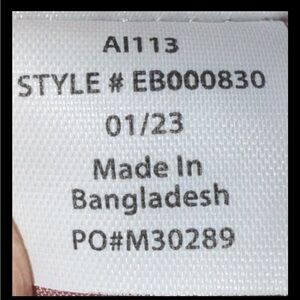 AI113
STYLE # EB000830
01/23
Made In
Bangladesh
PO#M30289